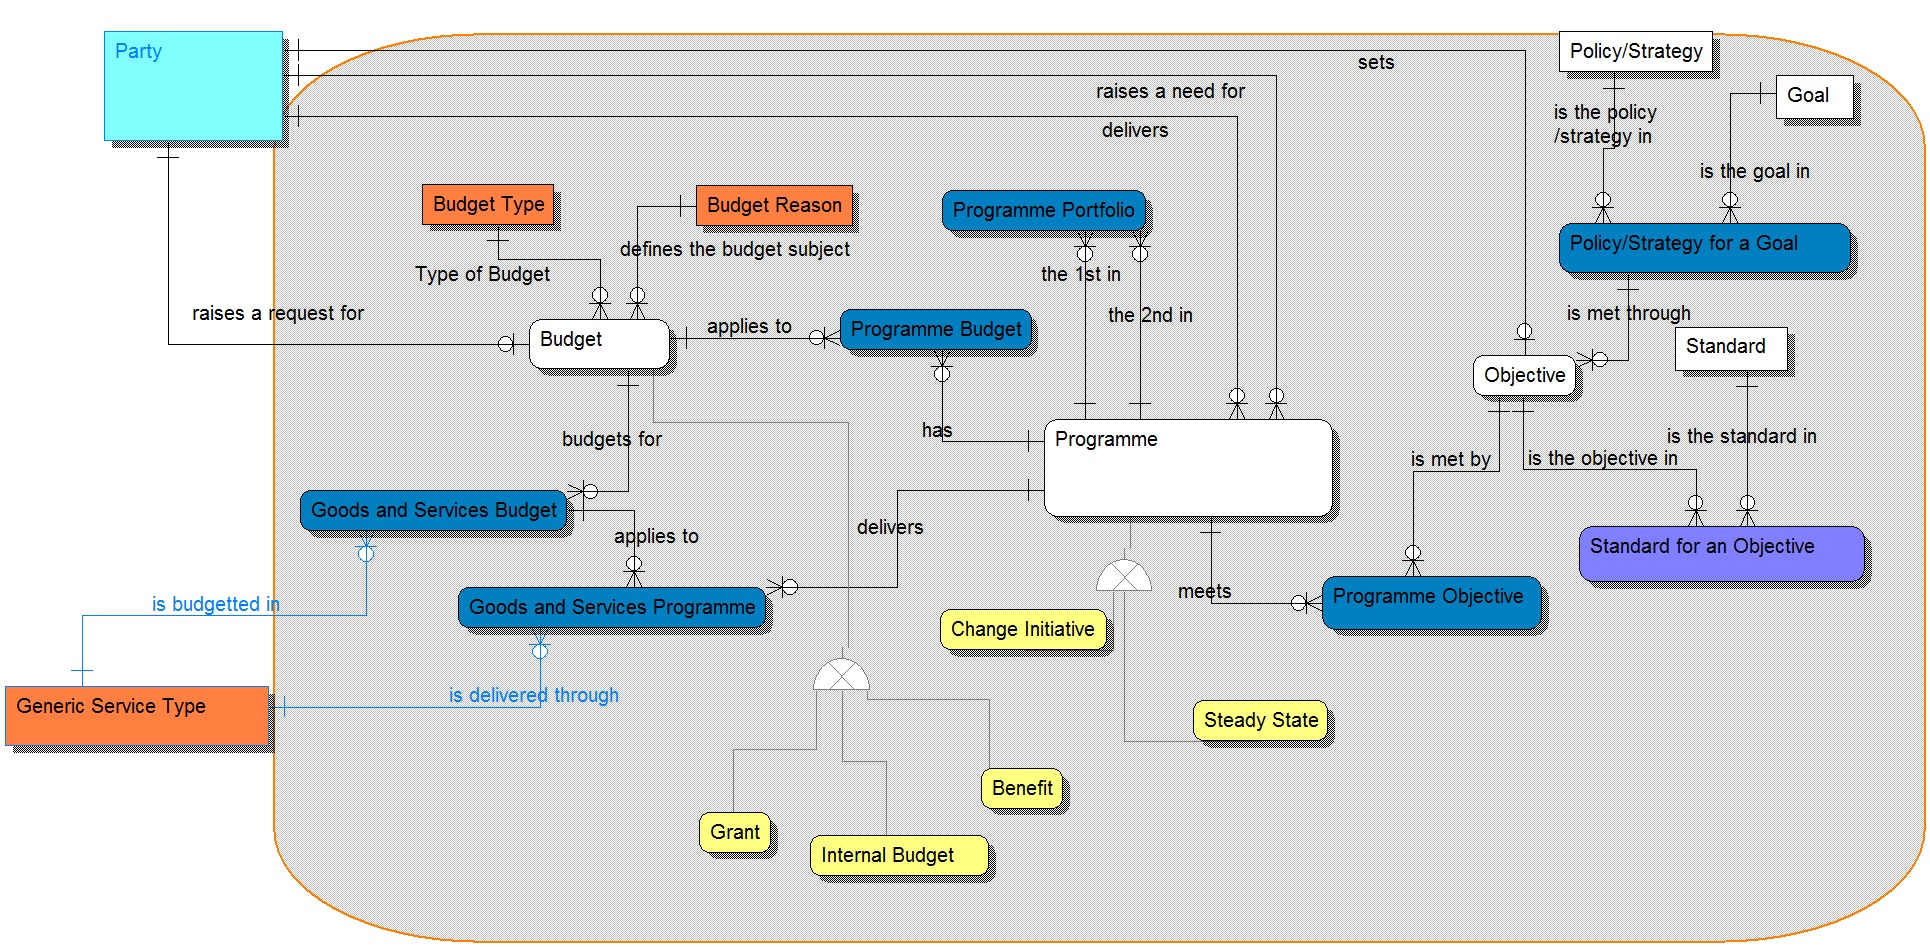 Party
sets
Policy/Strategy
Goal
raises a need for
delivers
is the policy
/strategy in
is the goal in
Budget Type
Budget Reason
Programme Portfolio
defines the budget subject
Policy/Strategy for a Goal
Type of Budget
the 1st in
raises a request for
the 2nd in
is met through
Budget
applies to
Programme Budget
Standard
Objective
budgets for
has
Programme
is the standard in
is met by
is the objective in
Goods and Services Budget
applies to
delivers
Standard for an Objective
is budgetted in
Goods and Services Programme
meets
Programme Objective
Change Initiative
is delivered through
Generic Service Type
Steady State
Benefit
Grant
Internal Budget